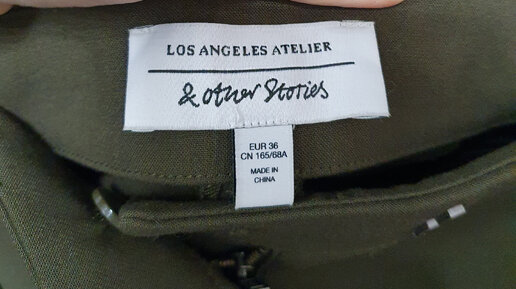 LOS ANGELES ATELIER
& other Stories
EUR 36
CN 165/68A
MADE IN
CHINA